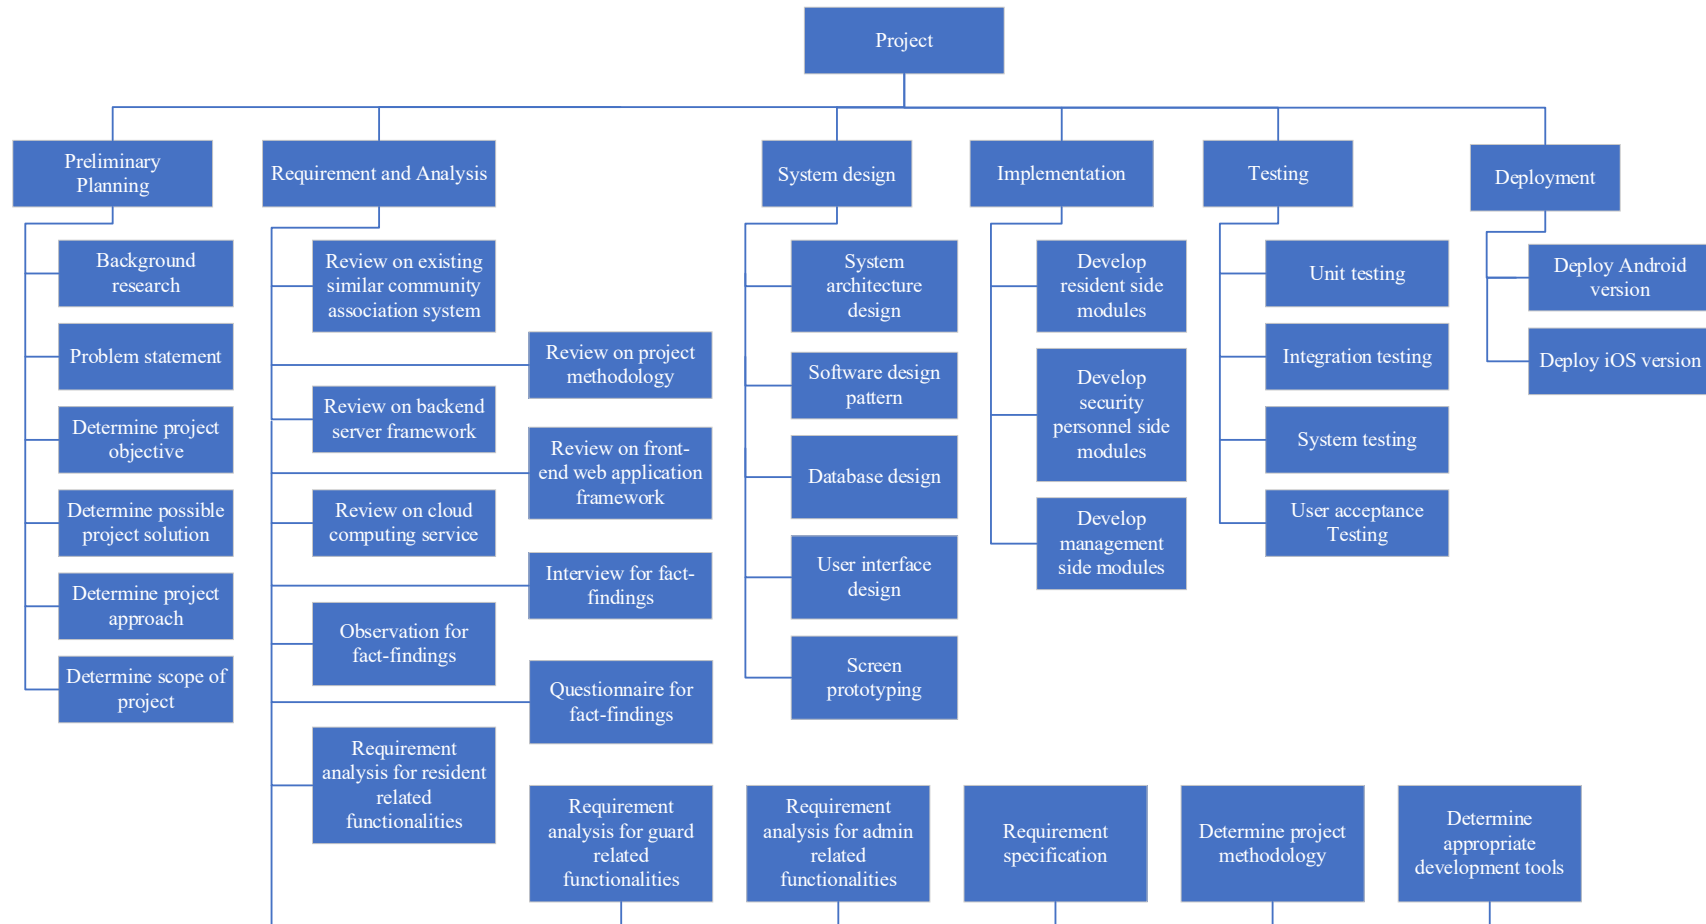 Project
Preliminary
Planning
Background
research
Problem statement
Determine project
objective
Determine possible
project solution
Determine project
approach
Determine scope of
project
Requirement and Analysis
Review on existing
similar community
association system
Review on project
methodology
Review on backend
server framework
Review on front-
end web application
framework
Review on cloud
computing service
Interview for fact-
findings
Observation for
fact-findings
Questionnaire for
fact-findings
Requirement
analysis for resident
related
functionalities
Requirement
analysis for guard
related
functionalities
Requirement
analysis for admin
related
functionalities
Requirement
specification
Determine project
methodology
Determine
appropriate
development tools
System design
System
architecture
design
Software design
pattern
Database design
User interface
design
Screen
prototyping
Implementation
Develop
resident side
modules
Develop
security
personnel side
modules
Develop
management
side modules
Testing
Unit testing
Integration testing
System testing
User acceptance
Testing
Deployment
Deploy Android
version
Deploy iOS version